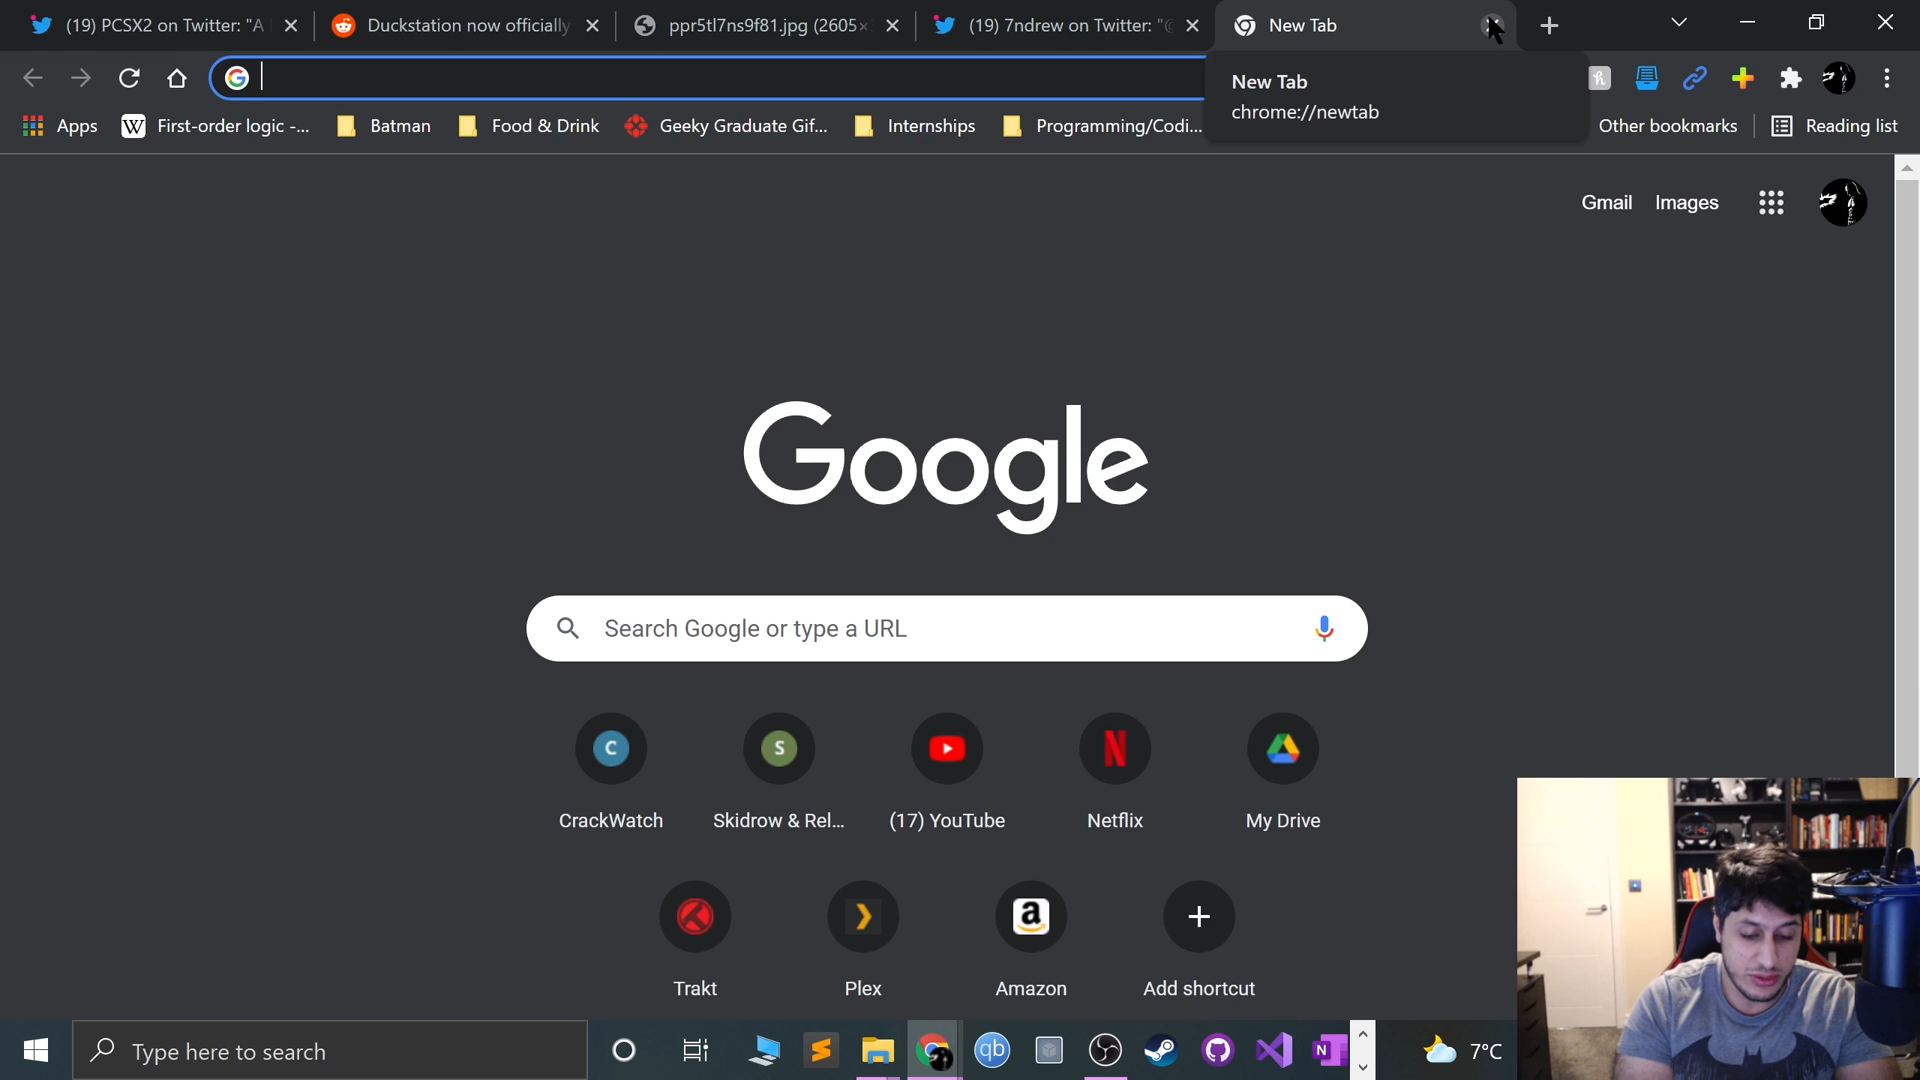 (19) PCSX2 on Twitter: "A
Duckstation now officially
ppr5tl7ns9f81.jpg (2605×
(19) 7ndrew on Twitter: "@
New Tab
New Tab
chrome://newtab
Apps
First-order logic -...
Batman
Food & Drink
Geeky Graduate Gif...
Internships
Programming/Codi...
Other bookmarks
Reading list
Gmail
Images
Google
Search Google or type a URL
CrackWatch
Skidrow & Rel...
(17) YouTube
Netflix
My Drive
Trakt
Plex
Amazon
Add shortcut
Type here to search
7°C